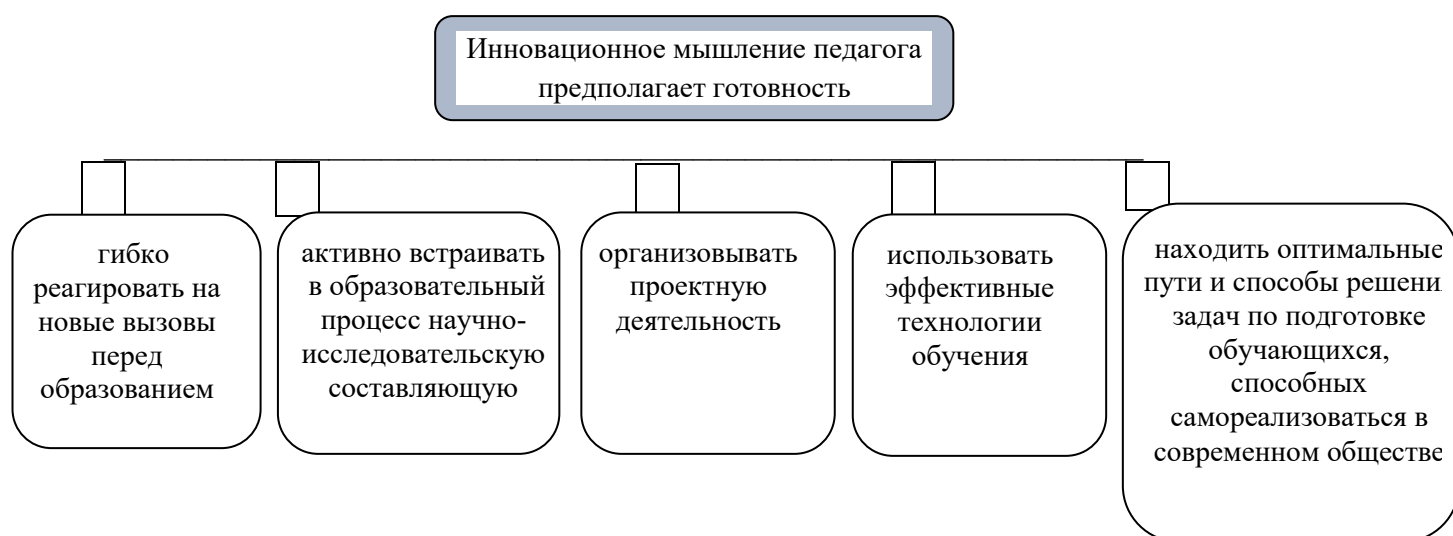 Инновационное мышление педагога
предполагает готовность
гибко
реагировать на
новые вызовы
перед
образованием
активно встраивать
в образовательный
процесс научно-
исследовательскую
составляющую
организовывать
проектную
деятельность
использовать
эффективные
технологии
обучения
находить оптимальные
пути и способы решени
задач по подготовке
обучающихся,
способных
самореализоваться в
современном обществе